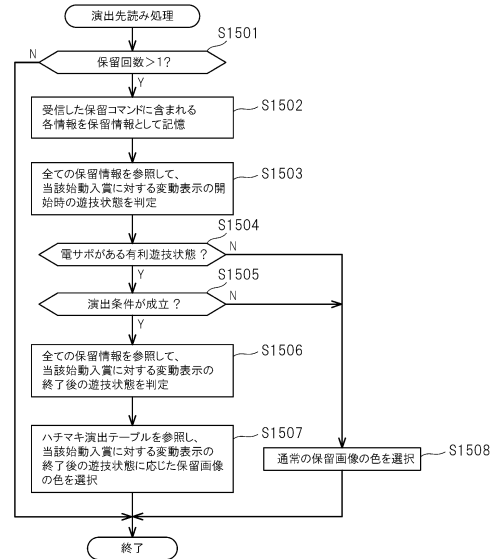 演出先読み処理
S1501
N
保留回数>1?
Y
S1502
受信した保留コマンドに含まれる
各情報を保留情報として記憶
S1503
全ての保留情報を参照して、
当該始動入賞に対する変動表示の開
始時の遊技状態を判定
S1504
電サポがある有利遊技状態?
N
Y
S1505
演出条件が成立?
N
Y
S1506
全ての保留情報を参照して、
当該始動入賞に対する変動表示の
終了後の遊技状態を判定
S1507
ハチマキ演出テーブルを参照し、
当該始動入賞に対する変動表示の
終了後の遊技状態に応じた保留画像
の色を選択
S1508
通常の保留画像の色を選択
終了